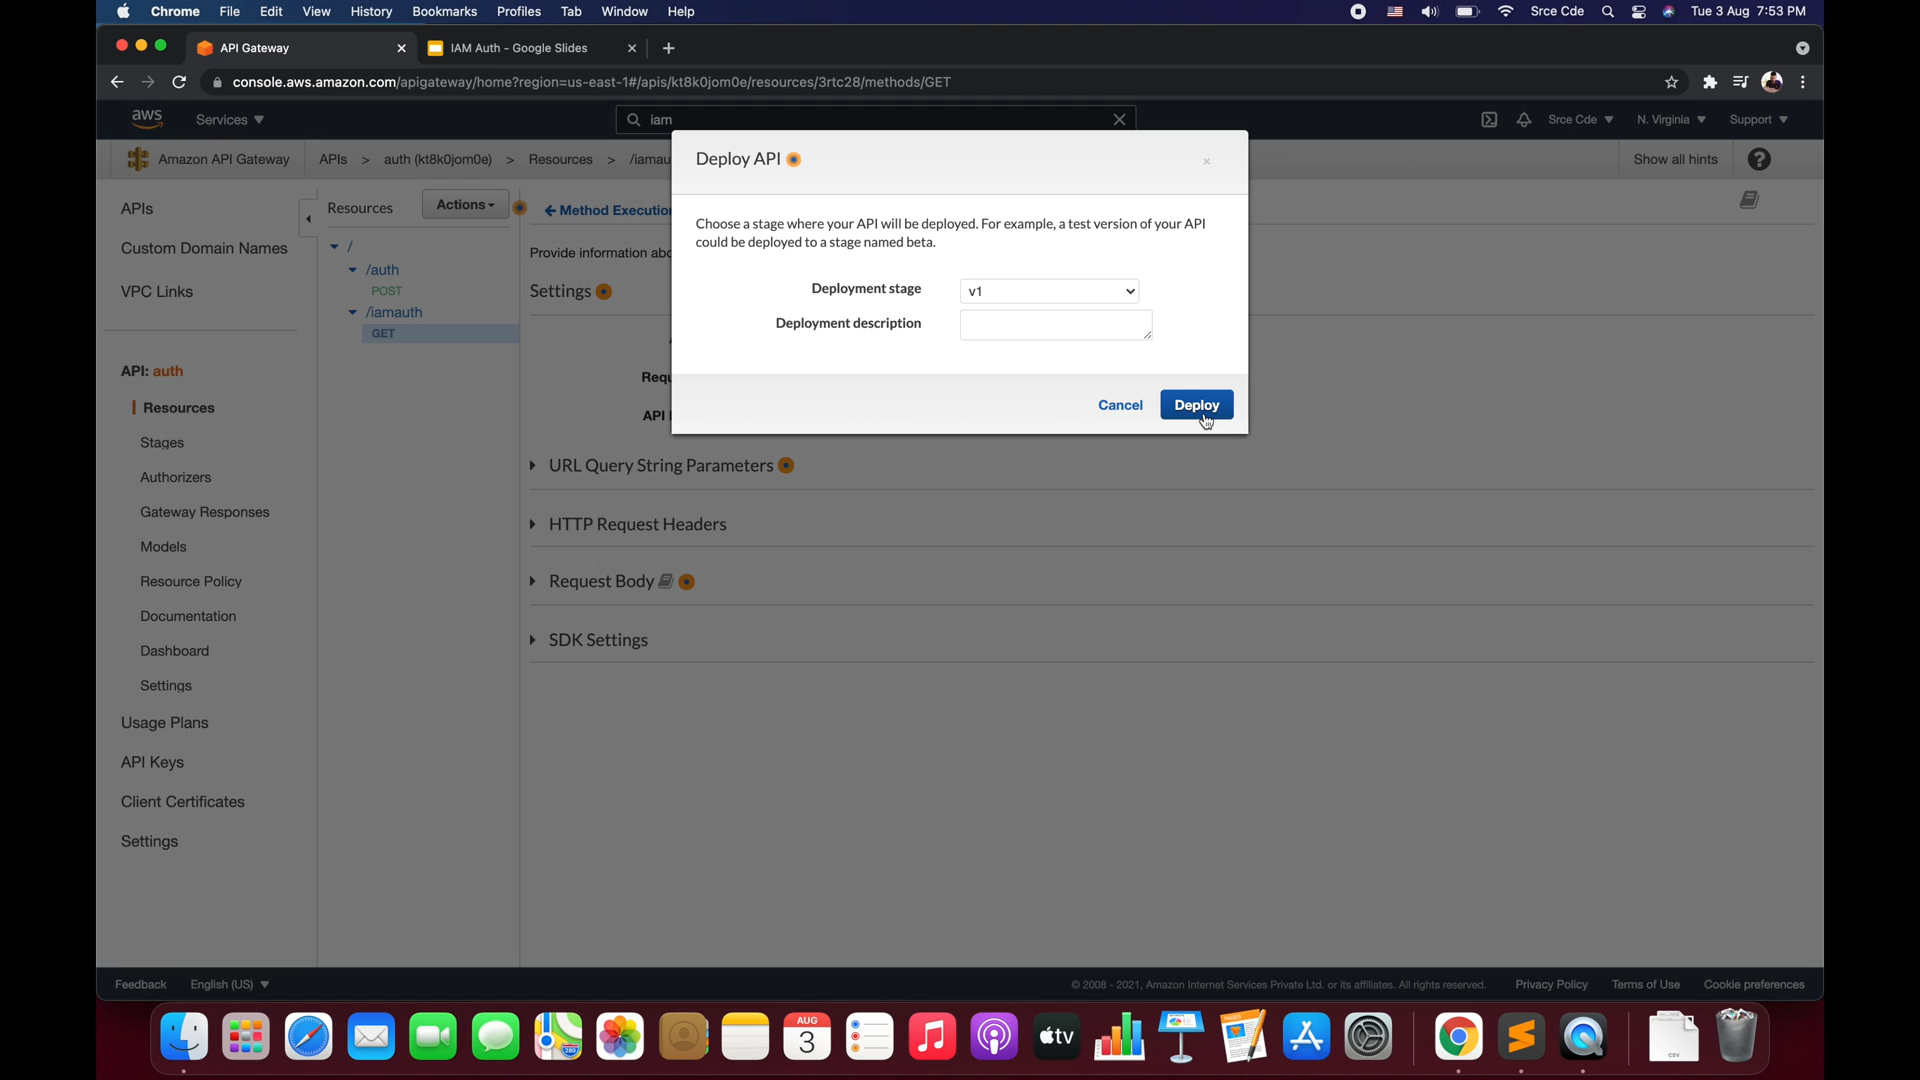 Chrome File Edit View History Bookmarks Profiles Tab Window Help Srce Cde Tue 3 Aug 7:53 PM
API Gateway IAM Auth - Google Slides
console.aws.amazon.com/apigateway/home?region=us-east-1#/apis/kt8k0jom0e/resources/3rtc28/methods/GET
aws Services iam Srce Cde N. Virginia Support
Amazon API Gateway APIs > auth (kt8k0jom0e) > Resources > /iamau Show all hints ?
Deploy API
Choose a stage where your API will be deployed. For example, a test version of your API
could be deployed to a stage named beta.
Deployment stage v1
Deployment description
Cancel Deploy
APIs
Custom Domain Names
VPC Links
API: auth
Resources
Stages
Authorizers
Gateway Responses
Models
Resource Policy
Documentation
Dashboard
Settings
Usage Plans
API Keys
Client Certificates
Settings
Resources Actions
/
/auth
POST
/iamauth
GET
Method Execution
Provide information abo
Settings
Requ
API
URL Query String Parameters
HTTP Request Headers
Request Body
SDK Settings
Feedback English (US) © 2008 - 2021, Amazon Internet Services Private Ltd. or its affiliates. All rights reserved. Privacy Policy Terms of Use Cookie preferences
AUG
3
tv
PAGES
CSV
280